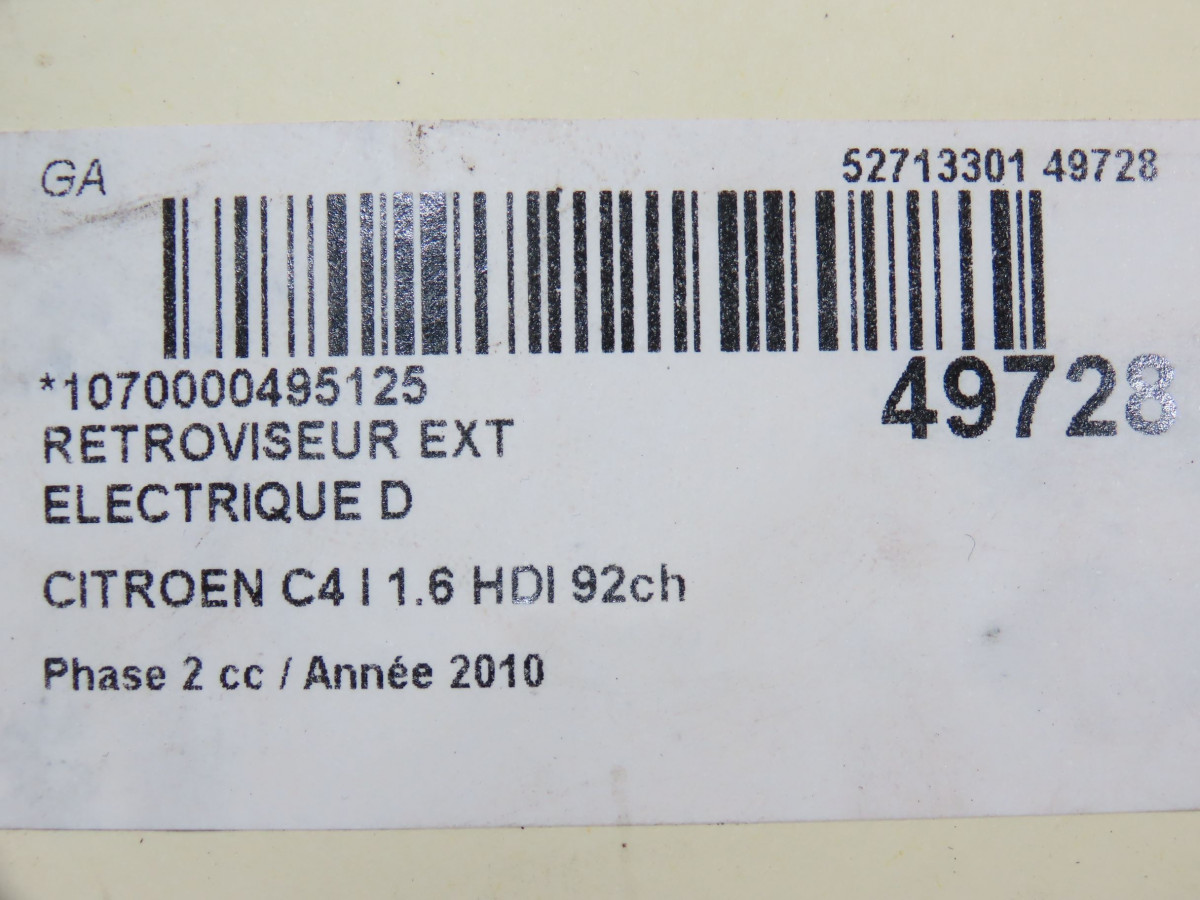 GA
52713301 49728
*1070000495125
49728
RETROVISEUR EXT
ELECTRIQUE D
CITROEN C4 I 1.6 HDI 92ch
Phase 2 cc / Année 2010